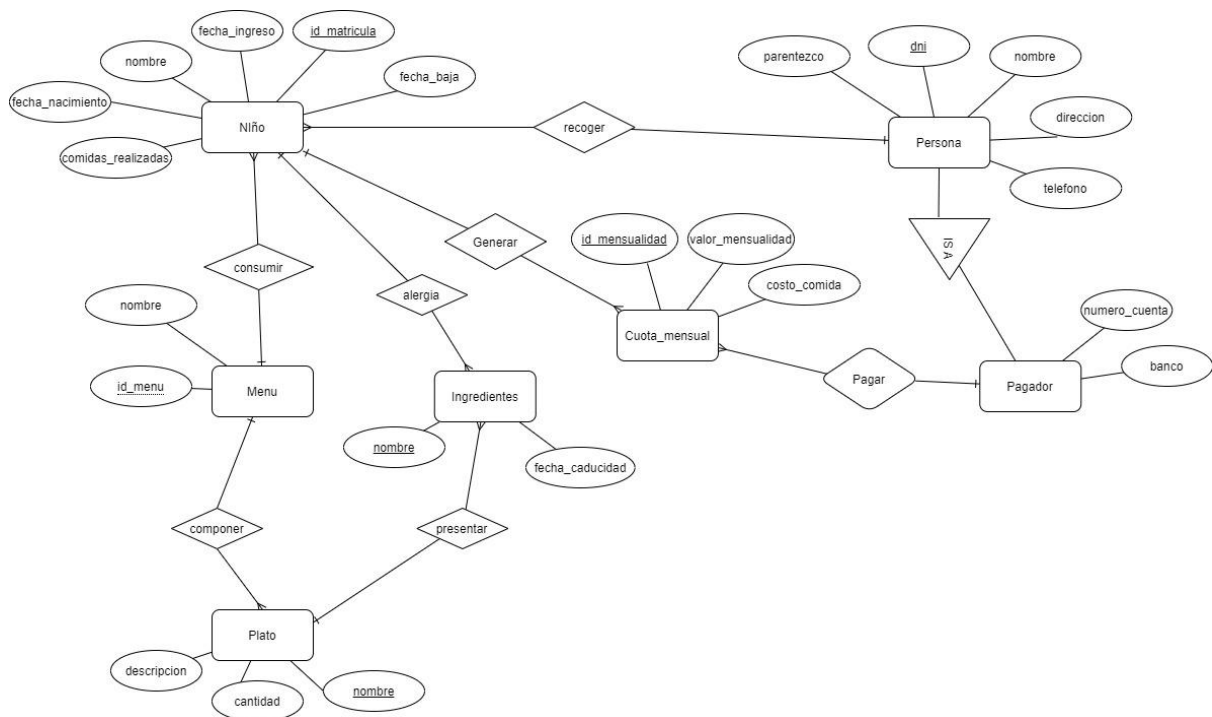 fecha_ingreso
id_matricula
nombre
fecha_baja
fecha_nacimiento
NIño
comidas_realizadas
recoger
parentezco
dni
nombre
direccion
Persona
telefono
IS A
consumir
Generar
id_mensualidad
valor_mensualidad
alergia
costo_comida
nombre
Cuota_mensual
numero_cuenta
id_menu
Menu
Ingredientes
Pagar
Pagador
banco
nombre
fecha_caducidad
componer
presentar
Plato
descripcion
cantidad
nombre